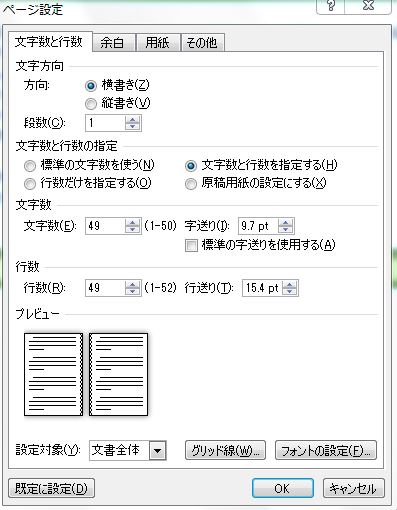 ページ設定
文字数と行数 余白 用紙 その他
文字方向
方向: 横書き(Z)
縦書き(V)
段数(C): 1
文字数と行数の指定
標準の文字数を使う(N) 文字数と行数を指定する(H)
行数だけを指定する(O) 原稿用紙の設定にする(X)
文字数
文字数(E): 49 (1-50) 字送り(I): 9.7 pt
標準の字送りを使用する(A)
行数
行数(R): 49 (1-52) 行送り(T): 15.4 pt
プレビュー
設定対象(Y): 文書全体 グリッド線(W)... フォントの設定(F)...
既定に設定(D) OK キャンセル